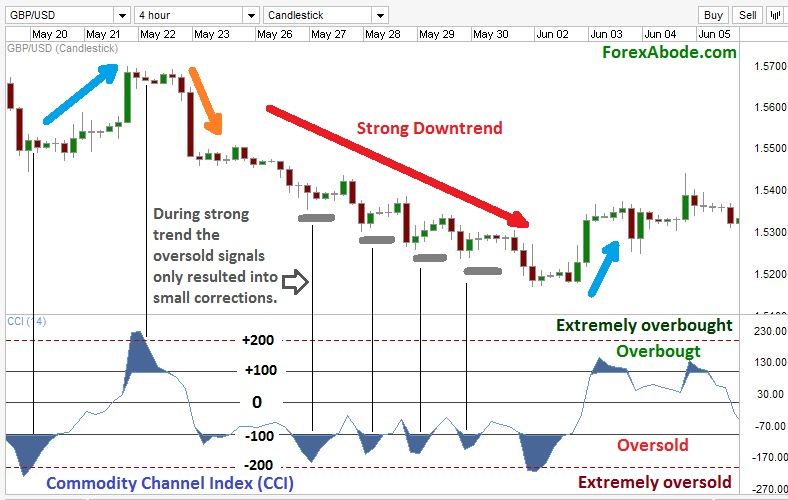 GBP/USD 4 hour Candlestick Buy Sell
May 20 May 21 May 22 May 23 May 26 May 27 May 28 May 29 May 30 Jun 02 Jun 03 Jun 04 Jun 05
GBP/USD (Candlestick)
ForexAbode.com
1.5700
1.5600
Strong Downtrend
1.5500
1.5400
During strong
trend the
oversold signals
only resulted into
small corrections.
1.5300
1.5200
CCI (14)
Extremely overbought
230.00
+200
Overbougt
130.00
+100
30.00
0
-70.00
-100
Oversold
-170.00
-200
Commodity Channel Index (CCI)
Extremely oversold
-270.00